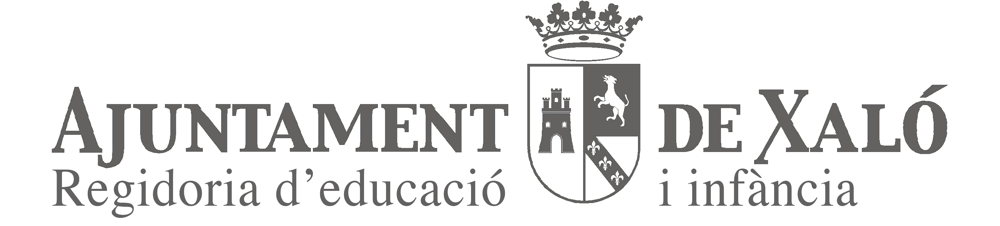 AJUNTAMENT DE XALÓ
Regidoria d’educació i infància